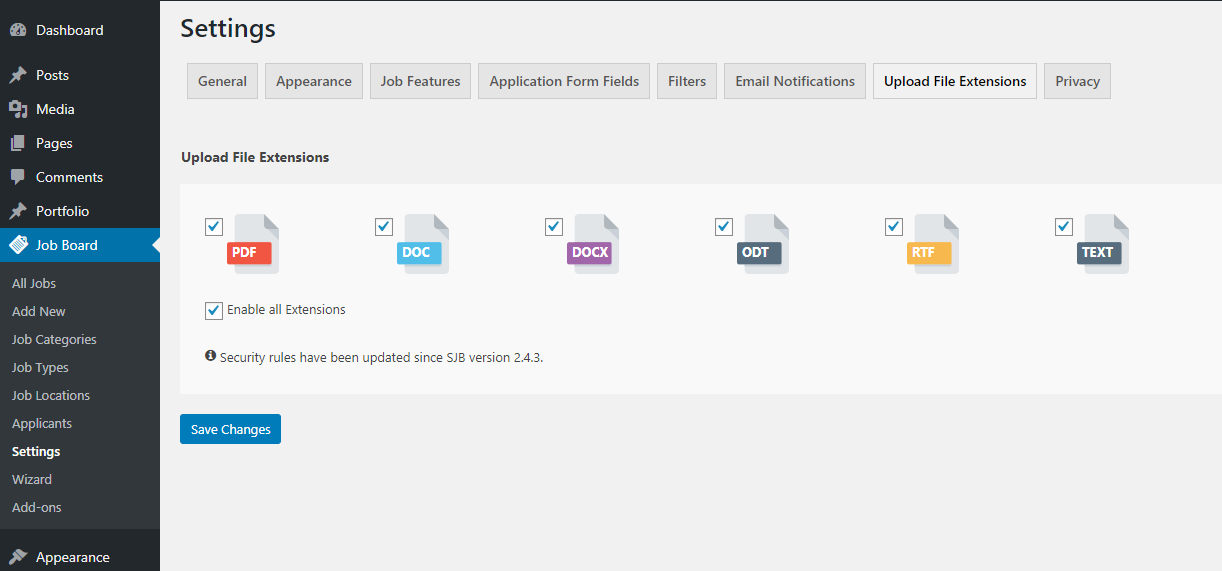 Dashboard
Posts
Media
Pages
Comments
Portfolio
Job Board
All Jobs
Add New
Job Categories
Job Types
Job Locations
Applicants
Settings
Wizard
Add-ons
Appearance
Settings
General Appearance Job Features Application Form Fields Filters Email Notifications Upload File Extensions Privacy
Upload File Extensions
PDF DOC DOCX ODT RTF TEXT
Enable all Extensions
Security rules have been updated since SJB version 2.4.3.
Save Changes